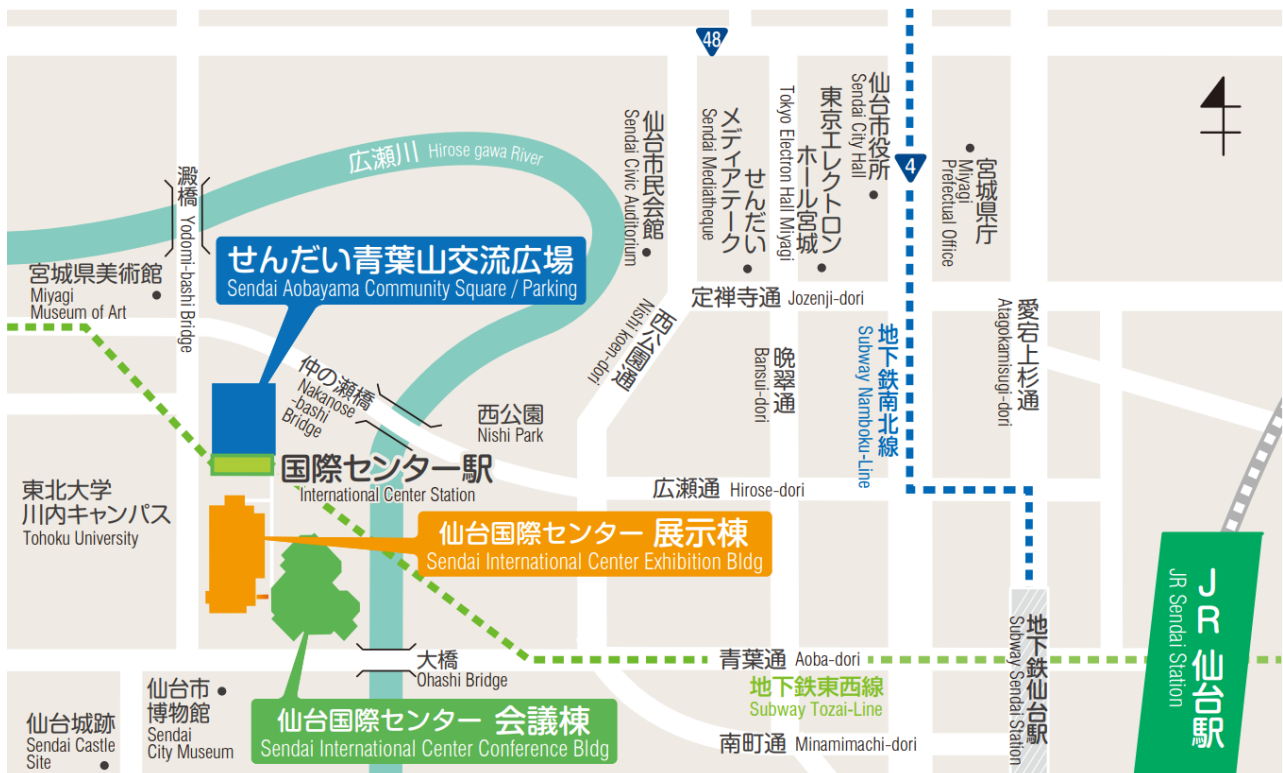 48
仙台市役所
Sendai City Hall
東京エレクトロン
ホール宮城
Tokyo Electron Hall Miyagi
せんだい
メディアテーク
Sendai Mediatheque
仙台市民会館
Sendai Civic Auditorium
4
宮城県庁
Miyagi
Prefectual Office
広瀬川 Hirose gawa River
澱橋 Yodomi-bashi Bridge
宮城県美術館
Miyagi
Museum of Art
せんだい青葉山交流広場
Sendai Aobayama Community Square / Parking
定禅寺通 Jozenji-dori
西公園通
Nishi Koen-dori
晩翠通
Bansui-dori
地下鉄南北線
Subway Namboku-Line
愛宕上杉通
Atagokamisugi-dori
仲の瀬橋
Nakanose
-bashi
Bridge
西公園
Nishi Park
国際センター駅
International Center Station
広瀬通 Hirose-dori
東北大学
川内キャンパス
Tohoku University
仙台国際センター 展示棟
Sendai International Center Exhibition Bldg
JR 仙台駅
JR Sendai Station
地下鉄仙台駅
Subway Sendai Station
大橋
Ohashi Bridge
青葉通 Aoba-dori
地下鉄東西線
Subway Tozai-Line
仙台市
博物館
Sendai
City Museum
仙台国際センター 会議棟
Sendai International Center Conference Bldg
仙台城跡
Sendai Castle
Site
南町通 Minamimachi-dori